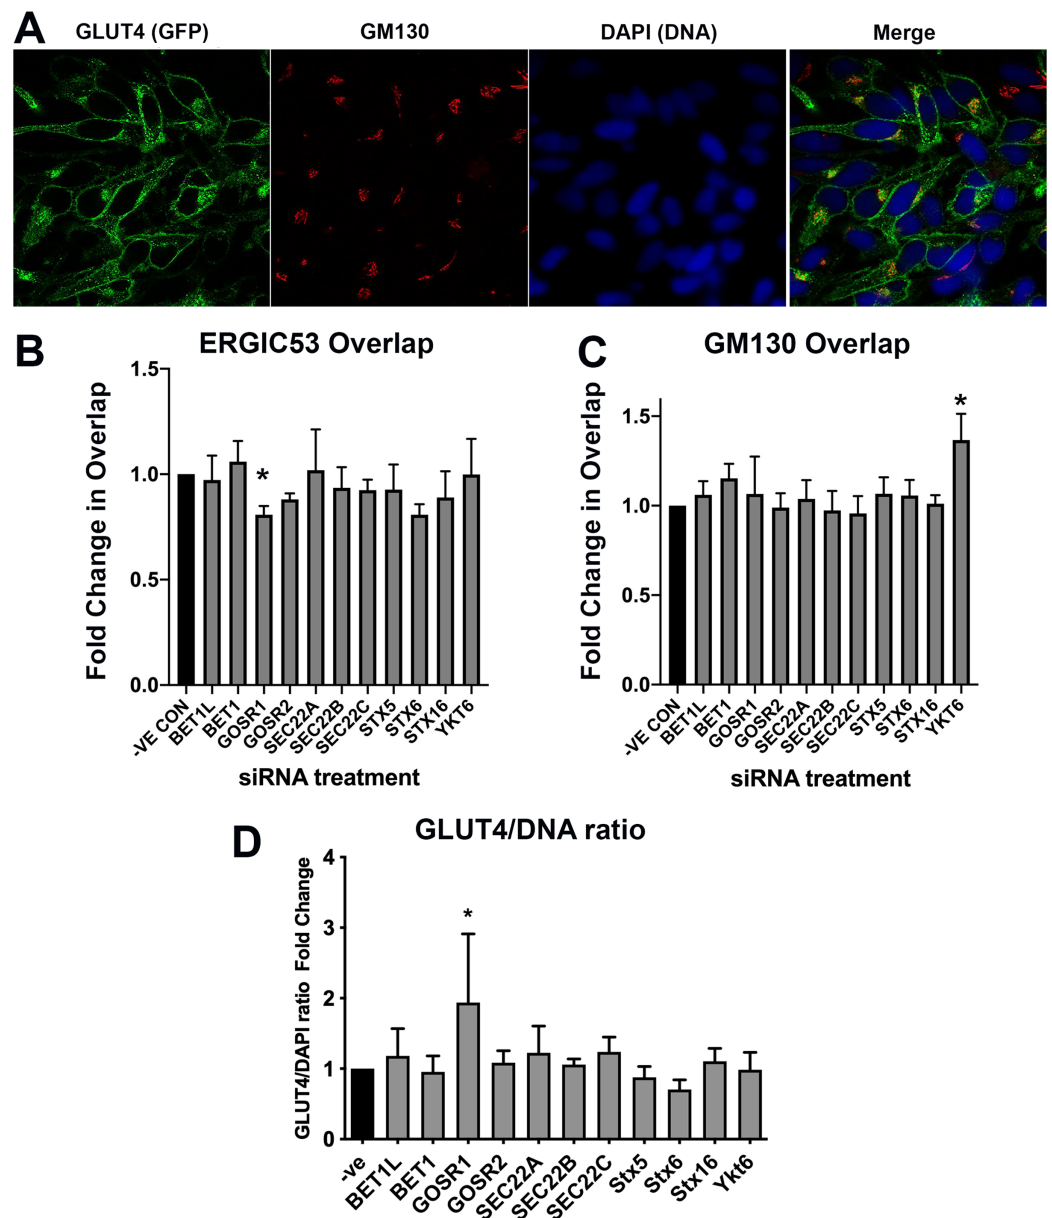 A
GLUT4 (GFP)
GM130
DAPI (DNA)
Merge
B
ERGIC53 Overlap
Fold Change in Overlap
1.5
1.0
0.5
0.0
-VE CON
BET1L
BET1
GOSR1
GOSR2
SEC22A
SEC22B
SEC22C
STX5
STX6
STX16
YKT6
*
siRNA treatment
C
GM130 Overlap
Fold Change in Overlap
1.5
1.0
0.5
0.0
-VE CON
BET1L
BET1
GOSR1
GOSR2
SEC22A
SEC22B
SEC22C
STX5
STX6
STX16
YKT6
*
siRNA treatment
D
GLUT4/DNA ratio
GLUT4/DAPI ratio Fold Change
4
3
2
1
0
*
-ve
BET1L
BET1
GOSR1
GOSR2
SEC22A
SEC22B
SEC22C
Stx5
Stx6
Stx16
Ykt6